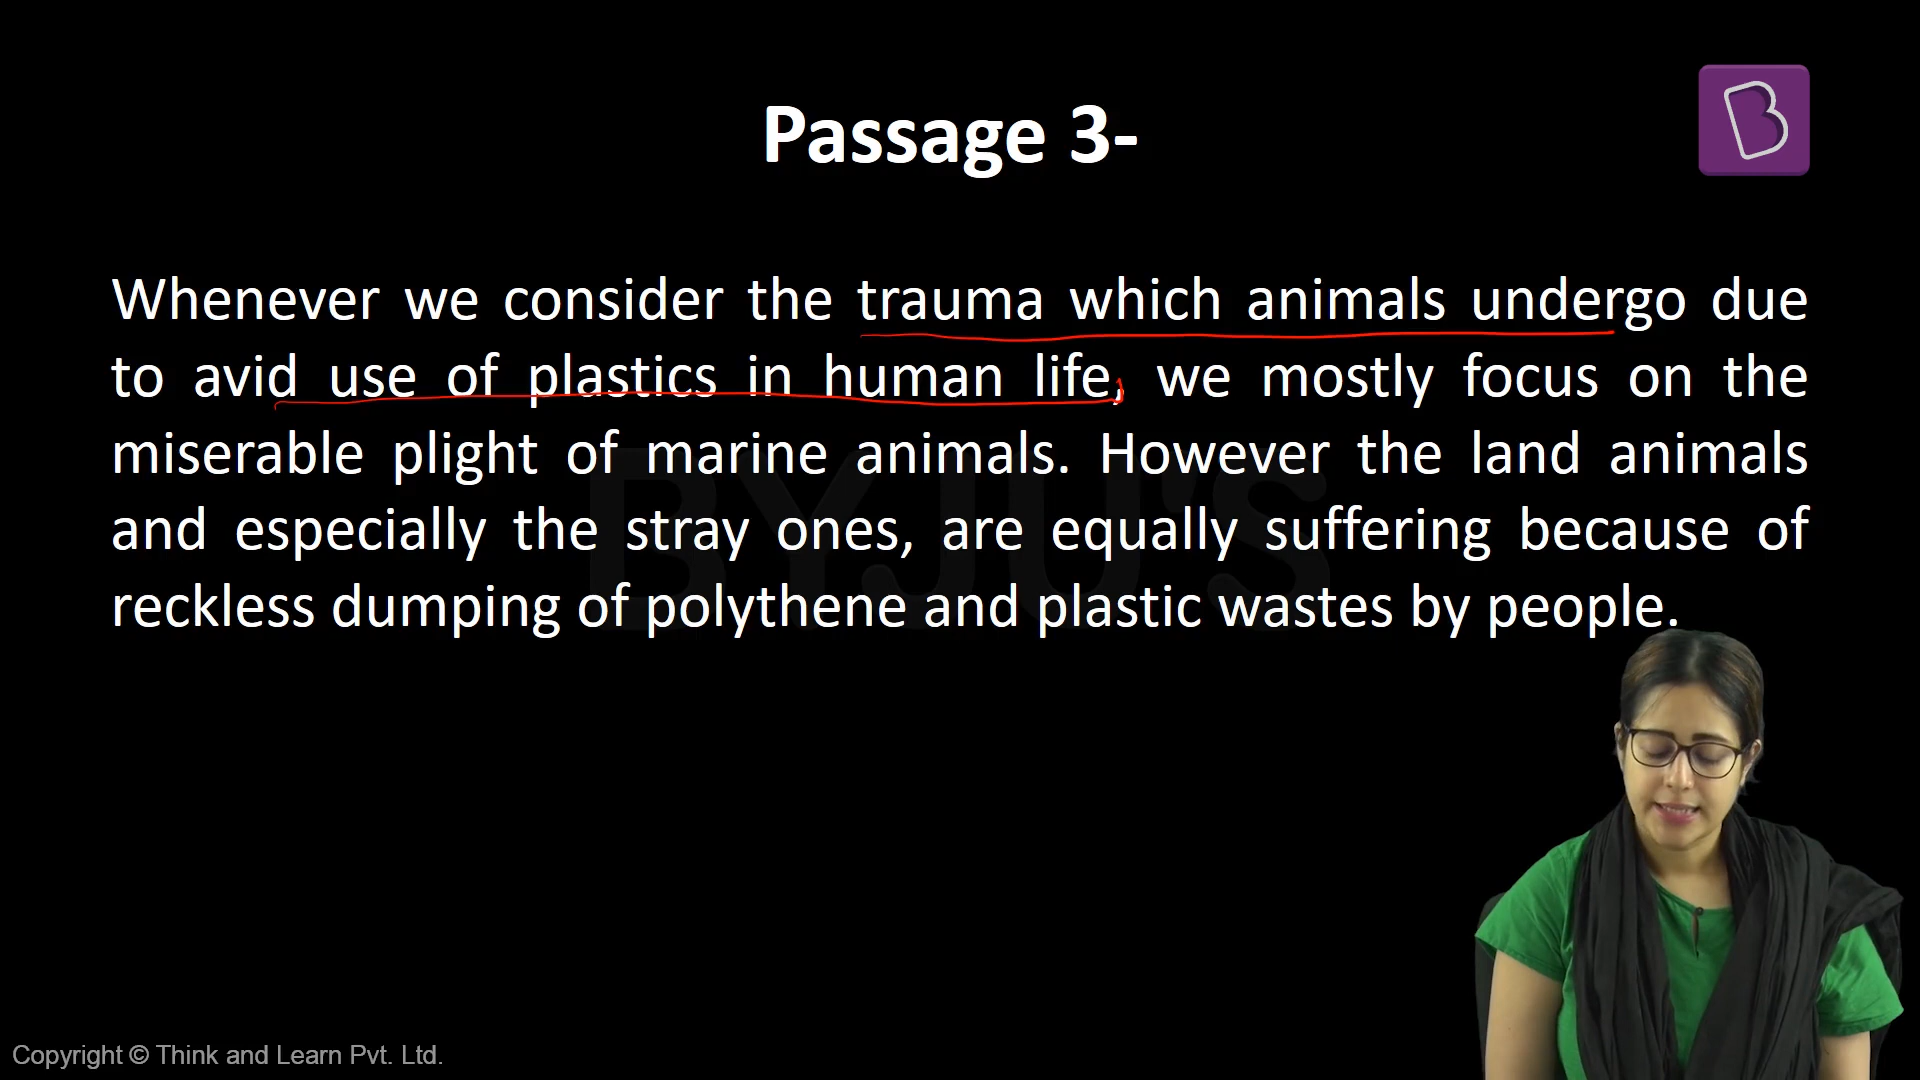 Passage 3-
Whenever we consider the trauma which animals undergo due
to avid use of plastics in human life, we mostly focus on the
miserable plight of marine animals. However the land animals
and especially the stray ones, are equally suffering because of
reckless dumping of polythene and plastic wastes by people.
BYJU'S
Copyright © Think and Learn Pvt. Ltd.